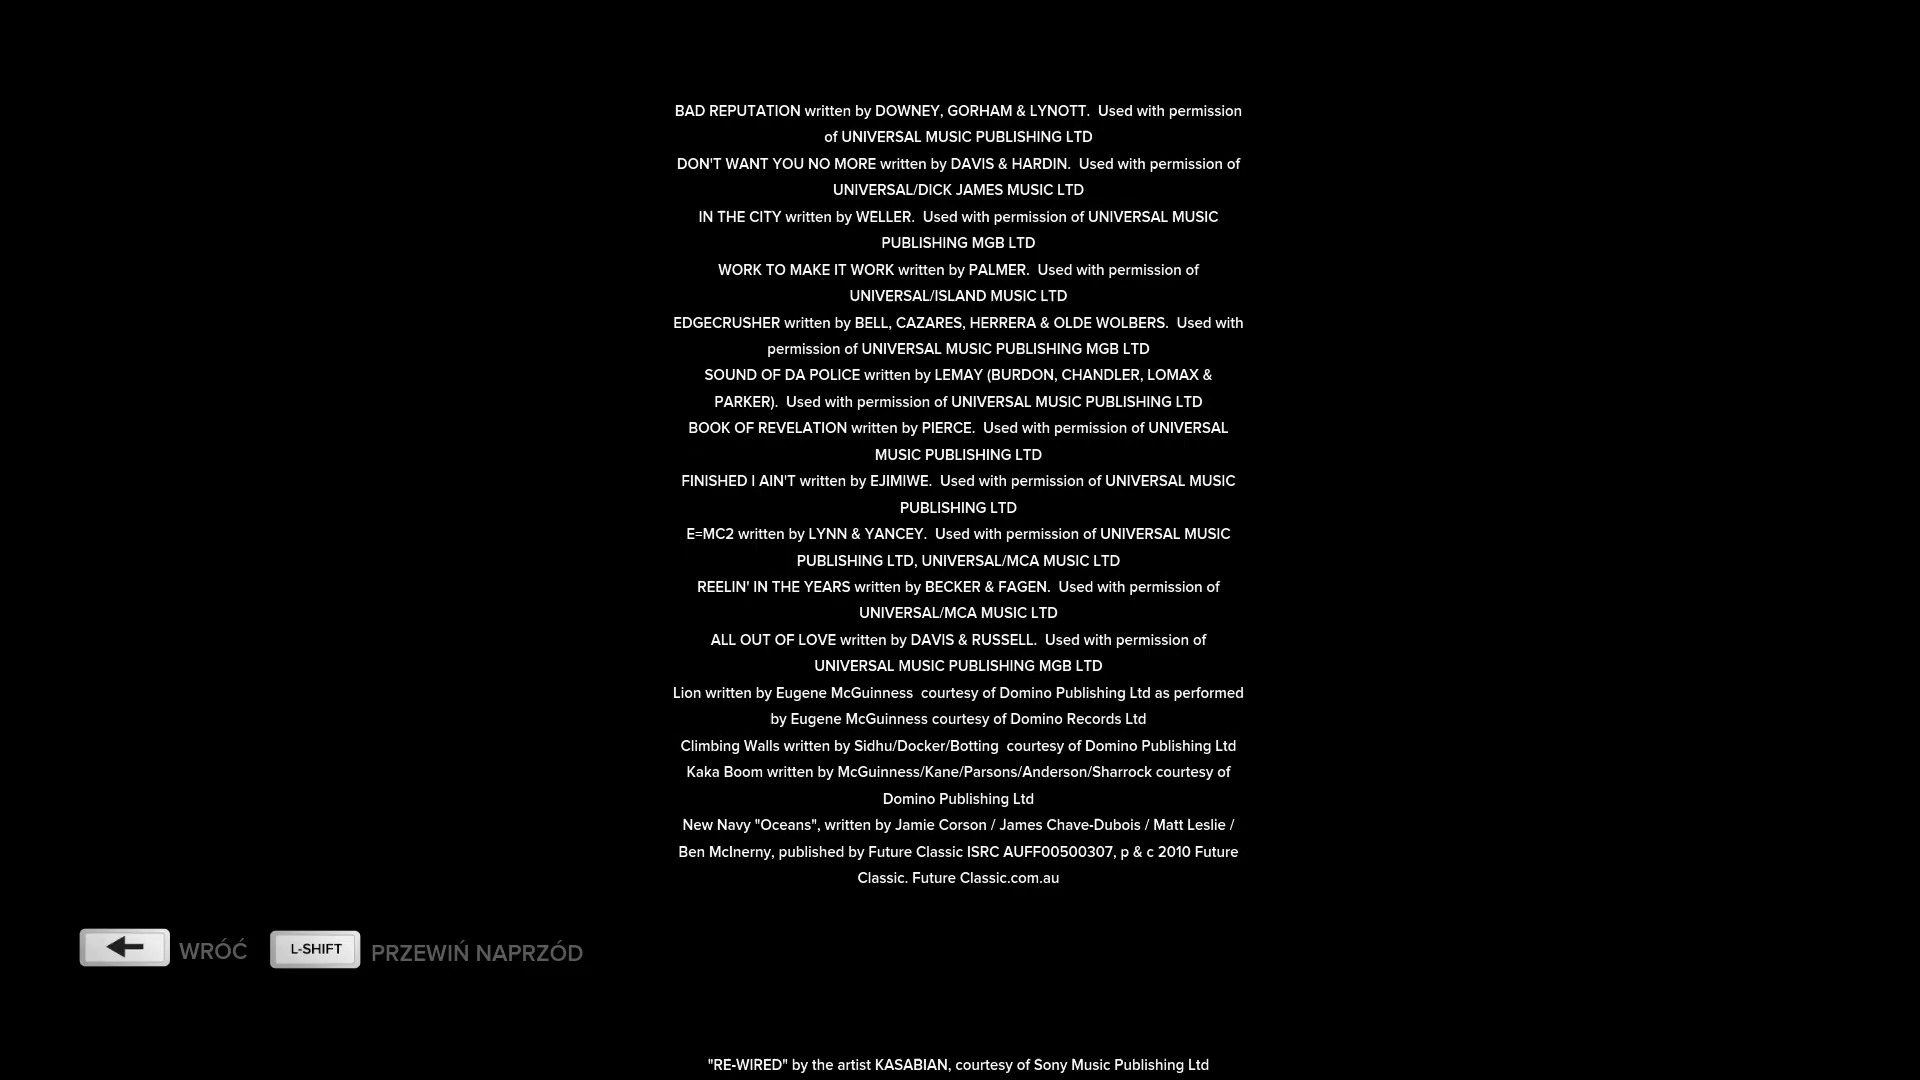 BAD REPUTATION written by DOWNEY, GORHAM & LYNOTT.  Used with permission
of UNIVERSAL MUSIC PUBLISHING LTD
DON'T WANT YOU NO MORE written by DAVIS & HARDIN.  Used with permission of
UNIVERSAL/DICK JAMES MUSIC LTD
IN THE CITY written by WELLER.  Used with permission of UNIVERSAL MUSIC
PUBLISHING MGB LTD
WORK TO MAKE IT WORK written by PALMER.  Used with permission of
UNIVERSAL/ISLAND MUSIC LTD
EDGECRUSHER written by BELL, CAZARES, HERRERA & OLDE WOLBERS.  Used with
permission of UNIVERSAL MUSIC PUBLISHING MGB LTD
SOUND OF DA POLICE written by LEMAY (BURDON, CHANDLER, LOMAX &
PARKER).  Used with permission of UNIVERSAL MUSIC PUBLISHING LTD
BOOK OF REVELATION written by PIERCE.  Used with permission of UNIVERSAL
MUSIC PUBLISHING LTD
FINISHED I AIN'T written by EJIMIWE.  Used with permission of UNIVERSAL MUSIC
PUBLISHING LTD
E=MC2 written by LYNN & YANCEY.  Used with permission of UNIVERSAL MUSIC
PUBLISHING LTD, UNIVERSAL/MCA MUSIC LTD
REELIN' IN THE YEARS written by BECKER & FAGEN.  Used with permission of
UNIVERSAL/MCA MUSIC LTD
ALL OUT OF LOVE written by DAVIS & RUSSELL.  Used with permission of
UNIVERSAL MUSIC PUBLISHING MGB LTD
Lion written by Eugene McGuinness  courtesy of Domino Publishing Ltd as performed
by Eugene McGuinness courtesy of Domino Records Ltd
Climbing Walls written by Sidhu/Docker/Botting  courtesy of Domino Publishing Ltd
Kaka Boom written by McGuinness/Kane/Parsons/Anderson/Sharrock courtesy of
Domino Publishing Ltd
New Navy "Oceans", written by Jamie Corson / James Chave-Dubois / Matt Leslie /
Ben McInerny, published by Future Classic ISRC AUFF00500307, p & c 2010 Future
Classic. Future Classic.com.au
WRÓĆ
L-SHIFT
PRZEWIŃ NAPRZÓD
"RE-WIRED" by the artist KASABIAN, courtesy of Sony Music Publishing Ltd